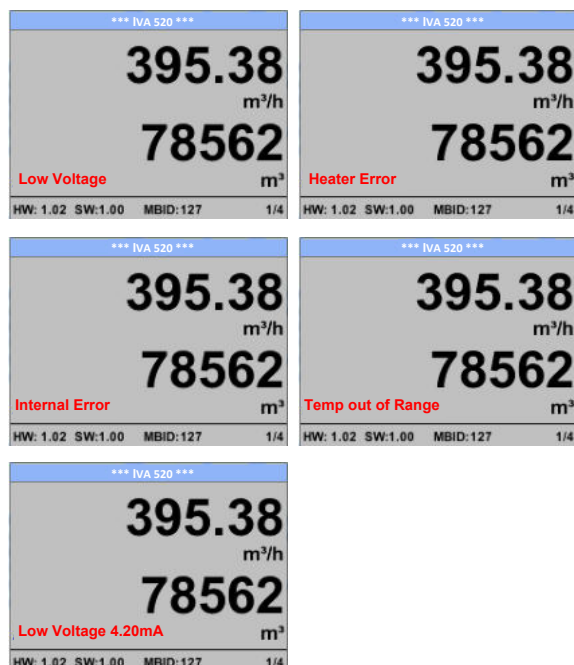 *** IVA 520 ***
395.38
m³/h
78562
Low Voltage m³
HW: 1.02 SW:1.00 MBID:127 1/4
*** IVA 520 ***
395.38
m³/h
78562
Heater Error m³
HW: 1.02 SW:1.00 MBID:127 1/4
*** IVA 520 ***
395.38
m³/h
78562
Internal Error m³
HW: 1.02 SW:1.00 MBID:127 1/4
*** IVA 520 ***
395.38
m³/h
78562
Temp out of Range m³
HW: 1.02 SW:1.00 MBID:127 1/4
*** IVA 520 ***
395.38
m³/h
78562
Low Voltage 4.20mA m³
HW: 1.02 SW:1.00 MBID:127 1/4